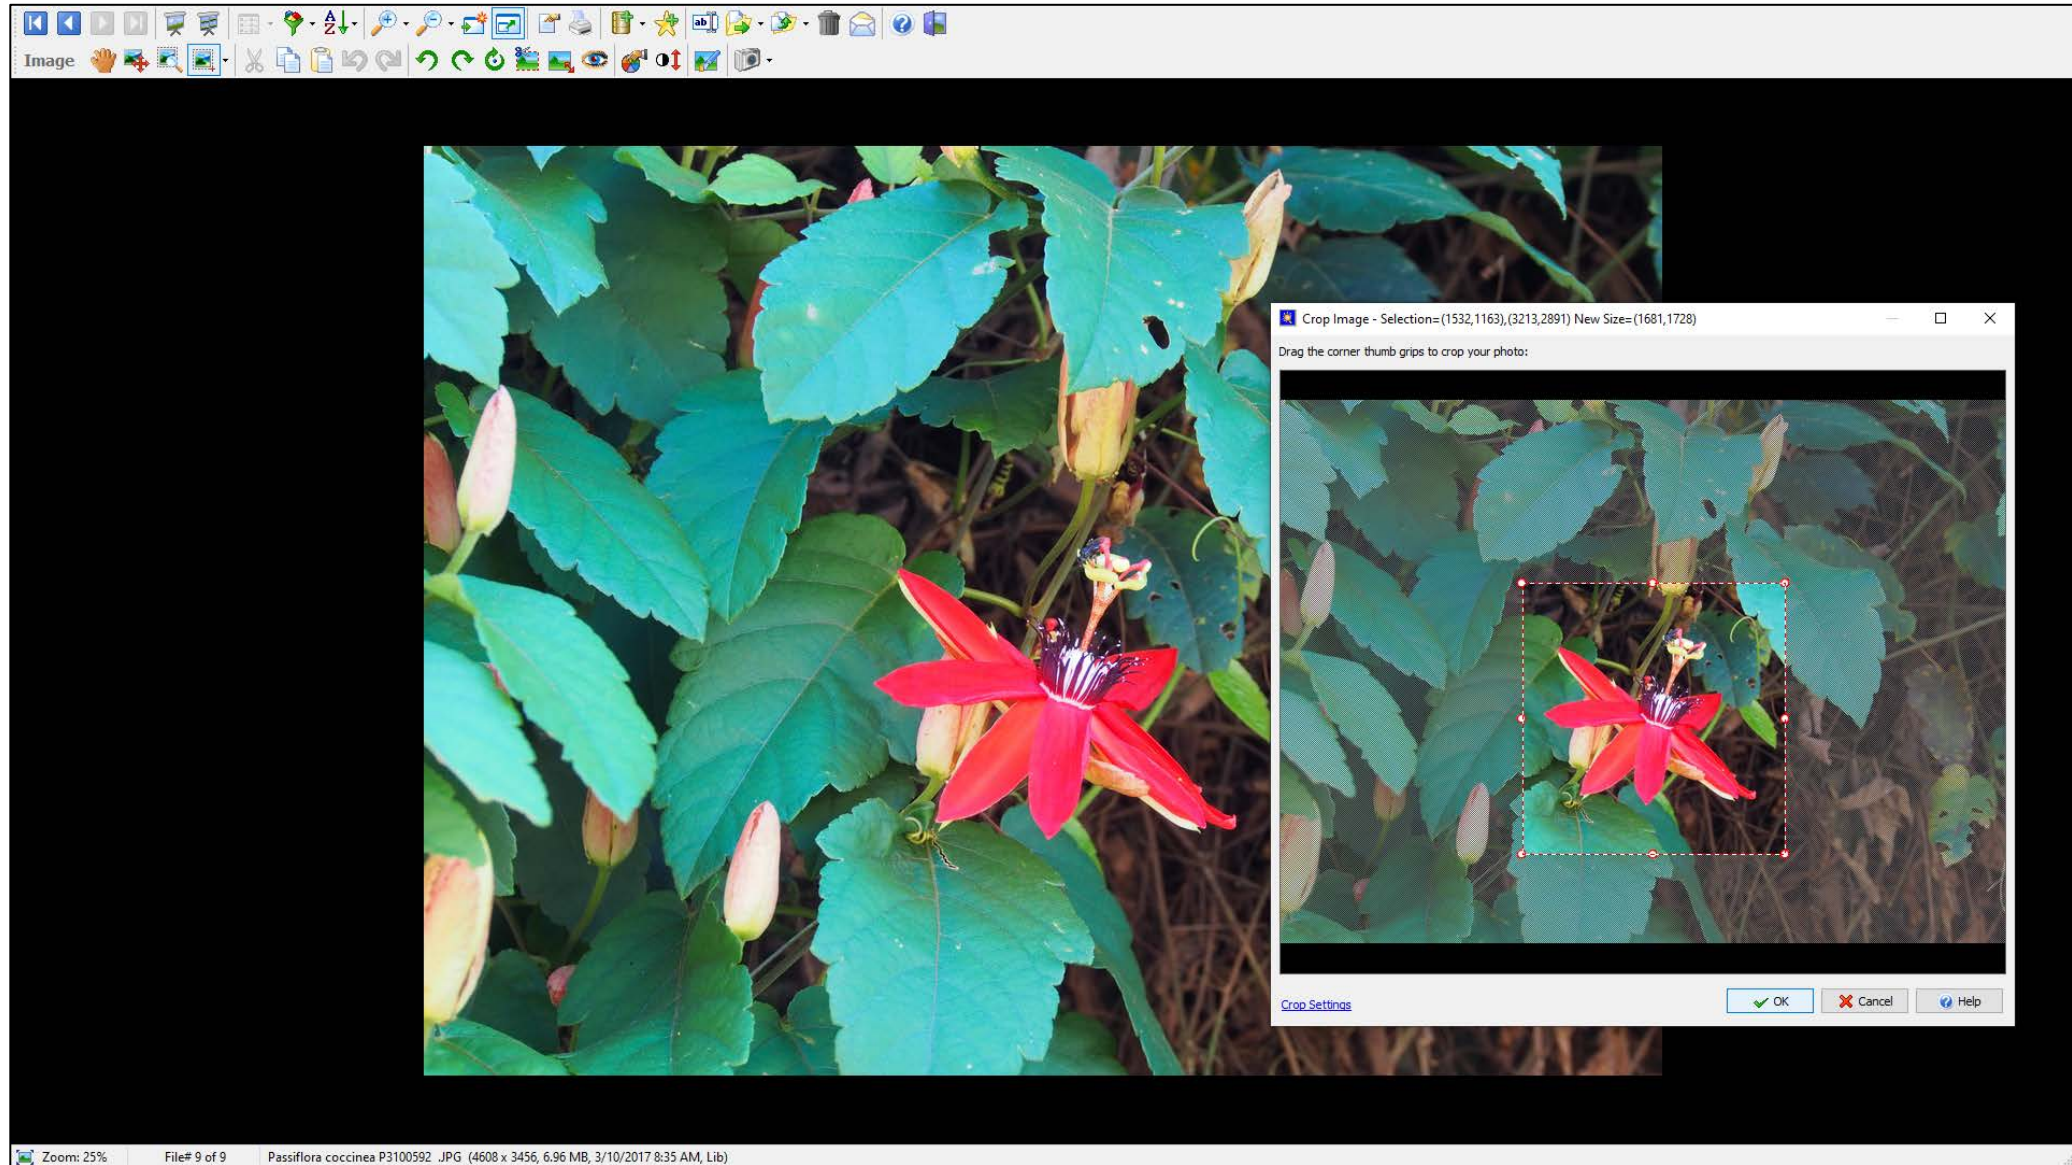 Image
Crop Image - Selection=(1532,1163),(3213,2891) New Size=(1681,1728)
Drag the corner thumb grips to crop your photo:
Crop Settings
OK
Cancel
Help
Zoom: 25%
File# 9 of 9
Passiflora coccinea P3100592 .JPG (4608 x 3456, 6.96 MB, 3/10/2017 8:35 AM, Lib)